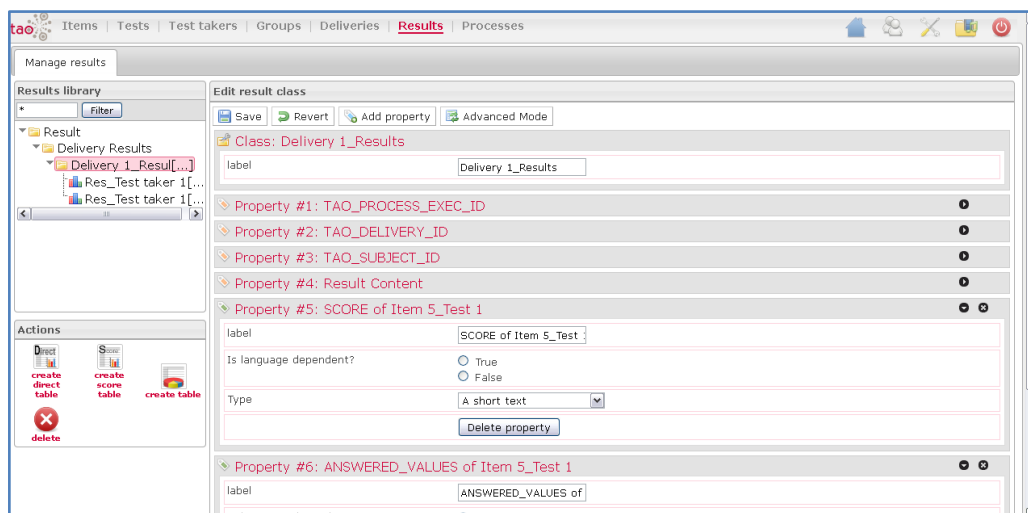 tao Items | Tests | Test takers | Groups | Deliveries | Results | Processes
Manage results
Results library
* Filter
Result
Delivery Results
Delivery 1_Resul[...]
Res_Test taker 1[...
Res_Test taker 1[...
Actions
Direct
create direct table
Score
create score table
create table
delete
Edit result class
Save Revert Add property Advanced Mode
Class: Delivery 1_Results
label Delivery 1_Results
Property #1: TAO_PROCESS_EXEC_ID
Property #2: TAO_DELIVERY_ID
Property #3: TAO_SUBJECT_ID
Property #4: Result Content
Property #5: SCORE of Item 5_Test 1
label SCORE of Item 5_Test
Is language dependent? True
False
Type A short text
Delete property
Property #6: ANSWERED_VALUES of Item 5_Test 1
label ANSWERED_VALUES of